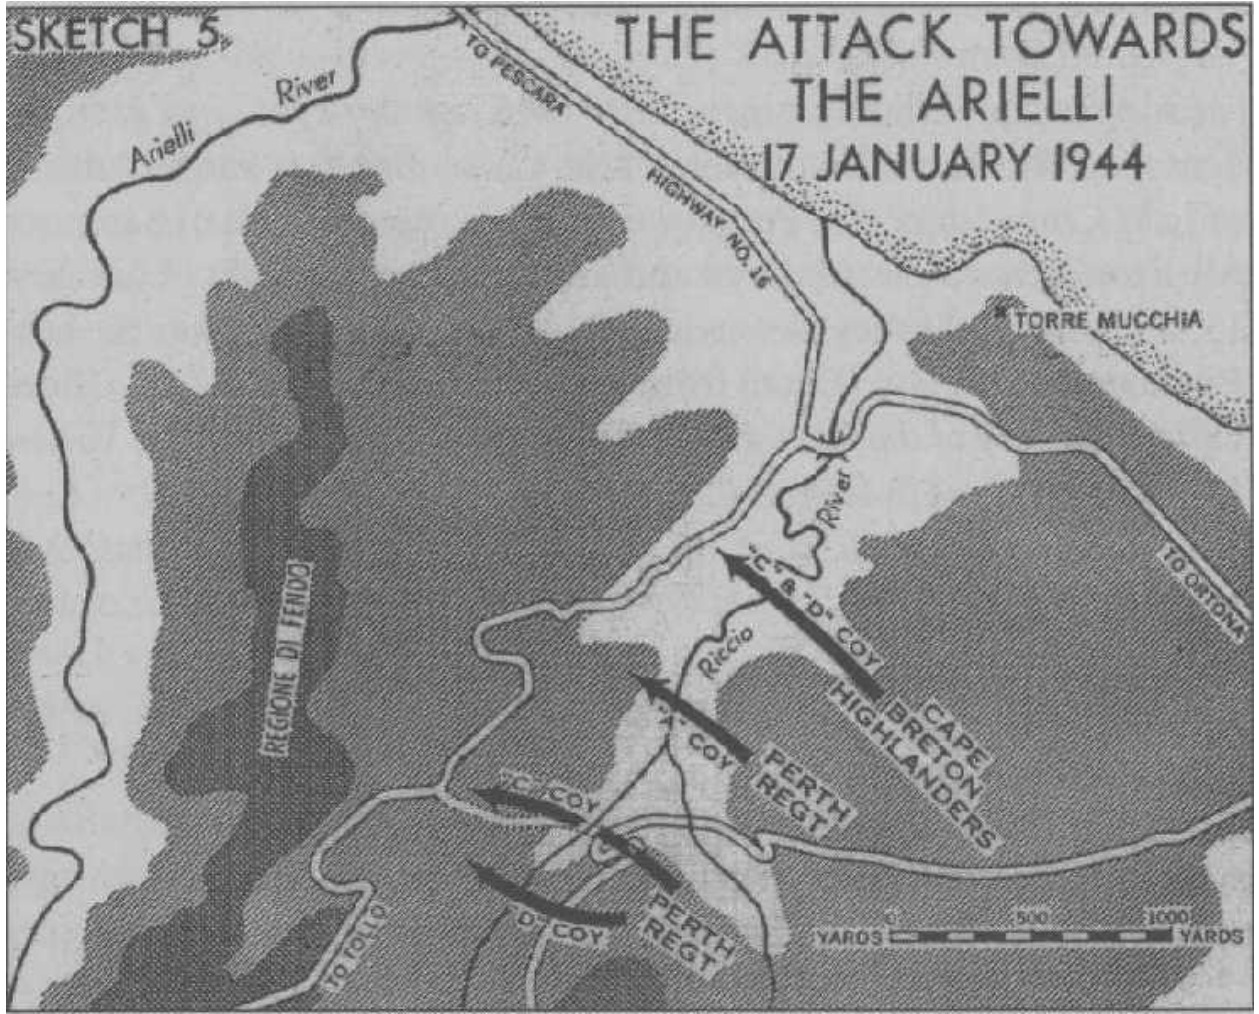 SKETCH 5
THE ATTACK TOWARDS
THE ARIELLI
17 JANUARY 1944
Arielli River
TO PESCARA
HIGHWAY NO. 16
TORRE MUCCHIA
River
Riccio
TO ORTONA
REGIONE DI FENDO
"C" & "D" COY
CAPE
BRETON
HIGHLANDERS
"A" COY
PERTH
REGT
"C" COY
"D" COY
PERTH
REGT
TO TOLLO
0 500 1000
YARDS YARDS